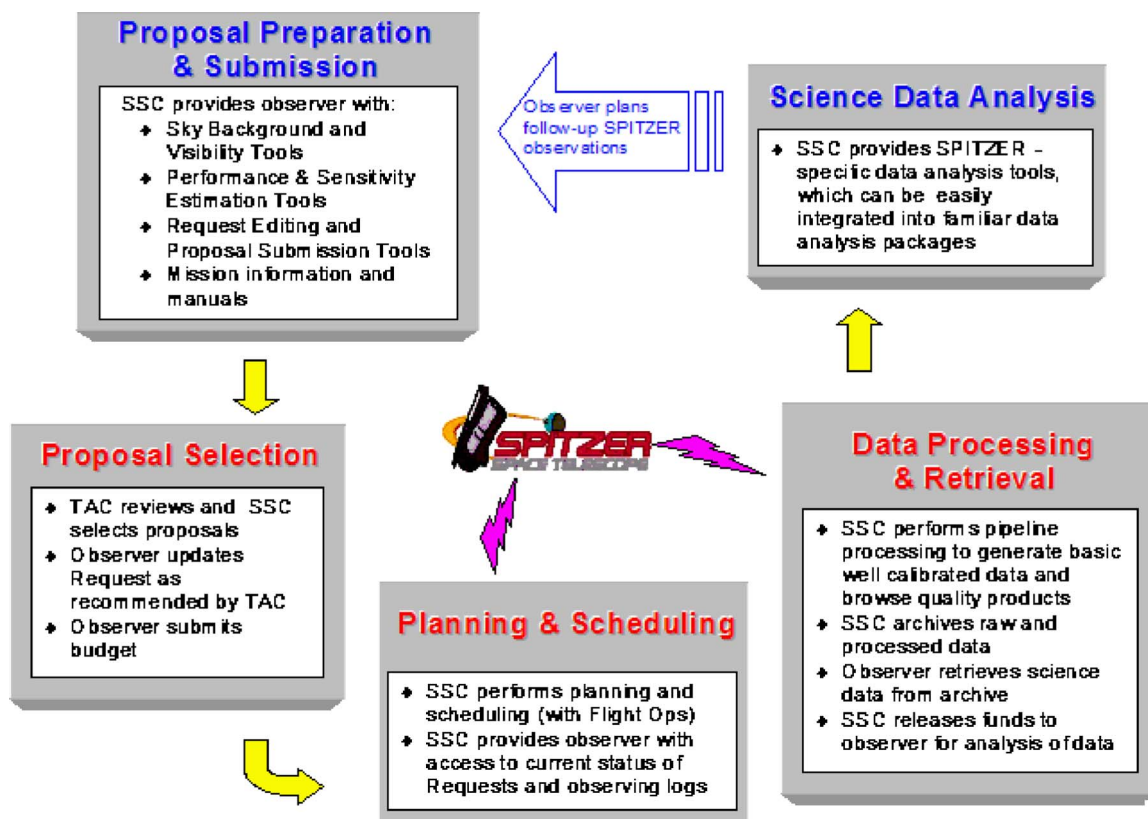 Proposal Preparation
& Submission
SSC provides observer with:
Sky Background and
Visibility Tools
Performance & Sensitivity
Estimation Tools
Request Editing and
Proposal Submission Tools
Mission information and
manuals
Observer plans
follow-up SPITZER
observations
Science Data Analysis
SSC provides SPITZER –
specific data analysis tools,
which can be easily
integrated into familiar data
analysis packages
Proposal Selection
TAC reviews and SSC
selects proposals
Observer updates
Request as
recommended by TAC
Observer submits
budget
SPITZER
SPACE TELESCOPE
Planning & Scheduling
SSC performs planning and
scheduling (with Flight Ops)
SSC provides observer with
access to current status of
Requests and observing logs
Data Processing
& Retrieval
SSC performs pipeline
processing to generate basic
well calibrated data and
browse quality products
SSC archives raw and
processed data
Observer retrieves science
data from archive
SSC releases funds to
observer for analysis of data